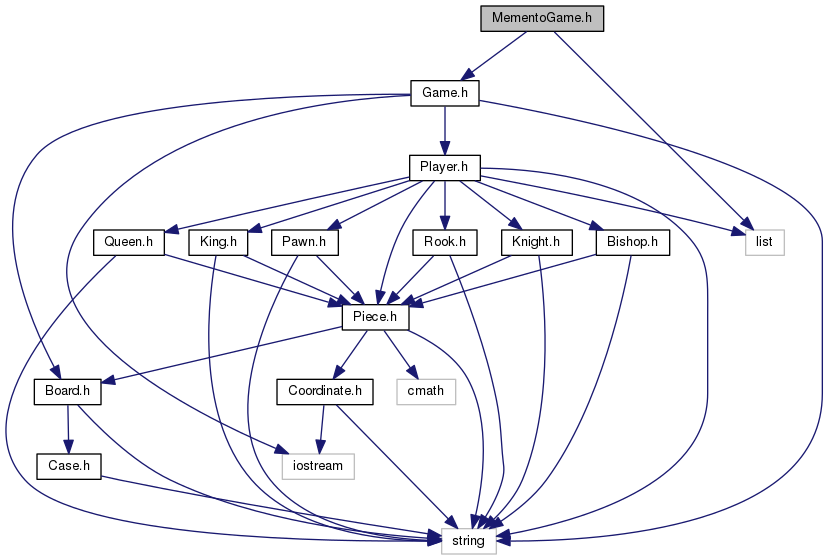 MementoGame.h
Game.h
Player.h
Queen.h
King.h
Pawn.h
Rook.h
Knight.h
Bishop.h
list
Piece.h
Board.h
Coordinate.h
cmath
Case.h
iostream
string